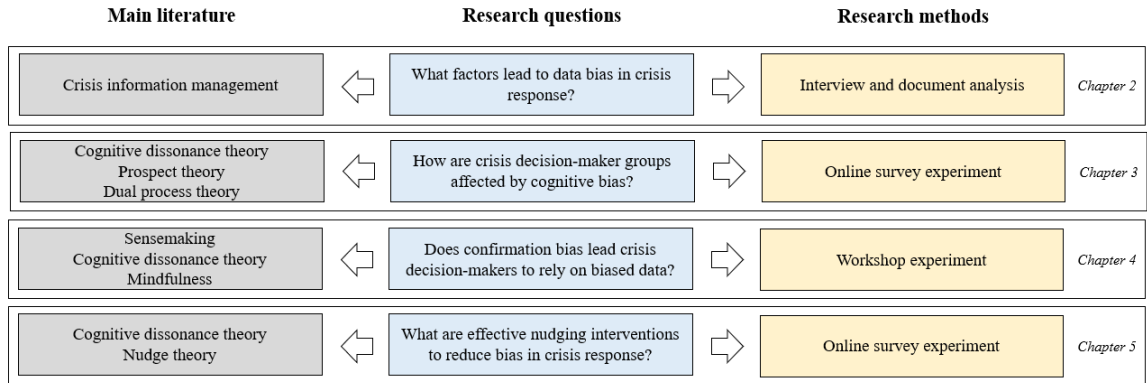 Main literature
Research questions
Research methods
Crisis information management
What factors lead to data bias in crisis
response?
Interview and document analysis
Chapter 2
Cognitive dissonance theory
Prospect theory
Dual process theory
How are crisis decision-maker groups
affected by cognitive bias?
Online survey experiment
Chapter 3
Sensemaking
Cognitive dissonance theory
Mindfulness
Does confirmation bias lead crisis
decision-makers to rely on biased data?
Workshop experiment
Chapter 4
Cognitive dissonance theory
Nudge theory
What are effective nudging interventions
to reduce bias in crisis response?
Online survey experiment
Chapter 5